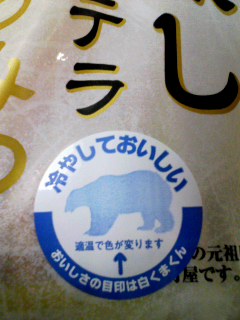 し
テラ
冷やしておいしい
適温で色が変ります
おいしさの目印は白くまくん
の元祖
屋です。